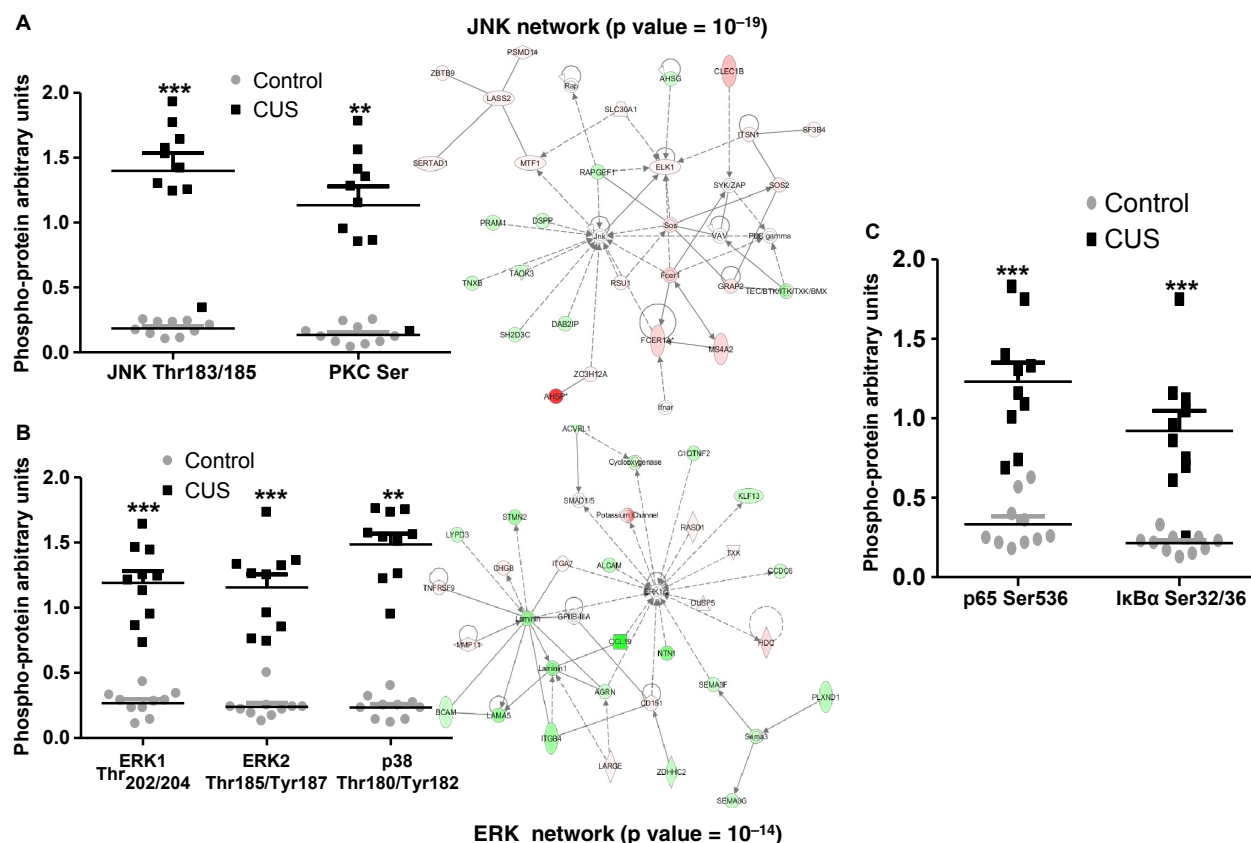 A
JNK network (p value = 10⁻¹⁹)
Phospho-protein arbitrary units
Control
CUS
2.0
1.5
1.0
0.5
0.0
***
**
JNK Thr183/185
PKC Ser
PSMD14
ZBTB9
LASS2
SERTAD1
MTF1
Rap
AHSG
CLEC1B
SLC30A1
ITSN1
SF3B4
ELK1
RAPGEF1
SYK/ZAP
SOS2
PRAM1
DSPP
Jnk
Sos
VAV
PLC gamma
TNXB
TAOK3
RSU1
Fcer1
GRAP2
TEC/BTK/ITK/TXK/BMX
SH2D3C
DAB2IP
FCER1A*
MS4A2
ZC3H12A
AHSP*
Ifnar
B
Phospho-protein arbitrary units
Control
CUS
2.0
1.5
1.0
0.5
0.0
***
***
**
ERK1
Thr202/204
ERK2
Thr185/Tyr187
p38
Thr180/Tyr182
ACVRL1
Cyclooxygenase
C1QTNF2
SMAD1/5
KLF13
STMN2
Potassium Channel
RASD1
LYPD3
TXK
CHGB
ITGA7
ALCAM
CCDC6
TNFRSF9
ERK1/2
DUSP5
Laminin
GPIIB-IIIA
MMP11
CCL19
HDC
NTN1
Laminin1
AGRN
SEMA3F
CD151
PLXND1
BCAM
LAMA5
ITGB4
Sema3
LARGE
ZDHHC2
SEMA3G
ERK network (p value = 10⁻¹⁴)
C
Control
CUS
Phospho-protein arbitrary units
2.0
1.5
1.0
0.5
0.0
***
***
p65 Ser536
IκBα Ser32/36